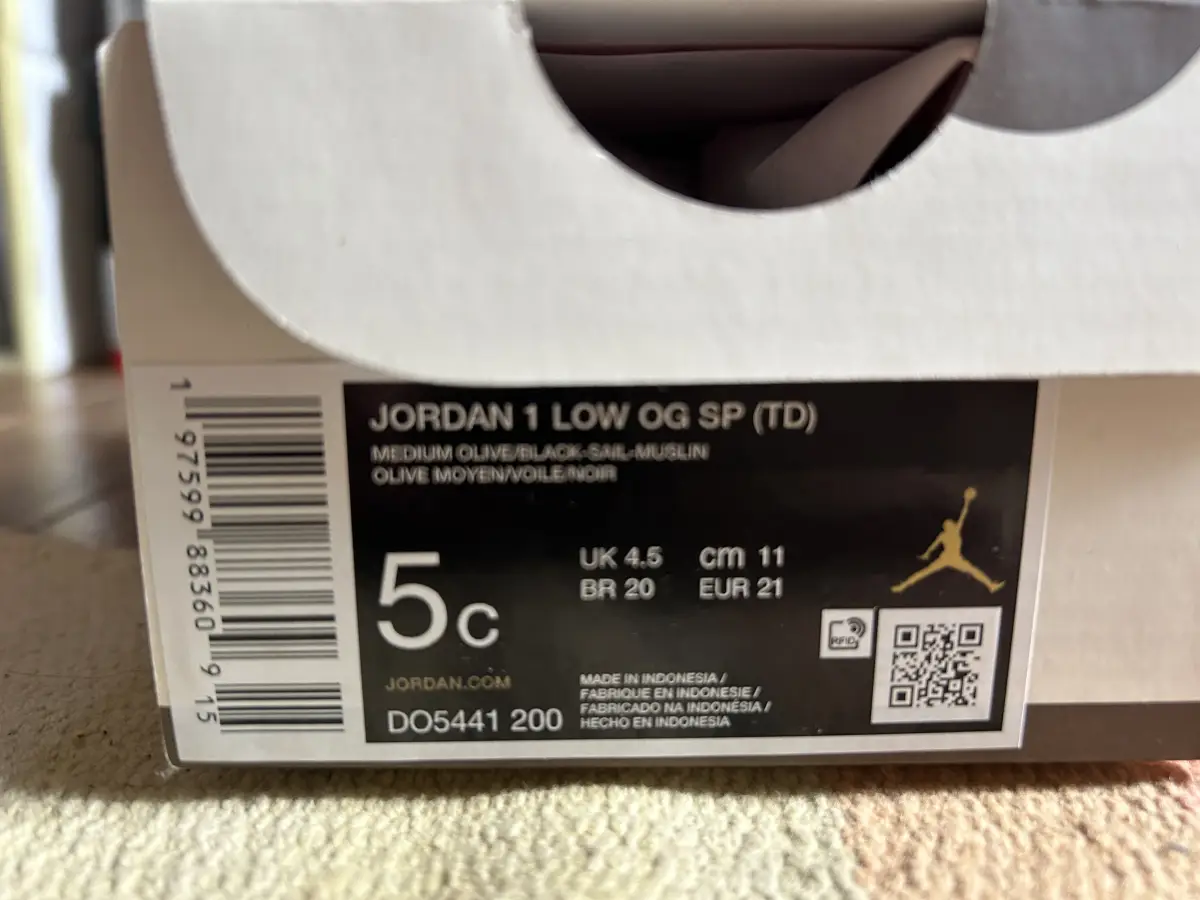 JORDAN 1 LOW OG SP (TD)
MEDIUM OLIVE/BLACK-SAIL-MUSLIN
OLIVE MOYEN/VOILE/NOIR
5c
UK 4.5 cm 11
BR 20 EUR 21
RFID
JORDAN.COM
DO5441 200
MADE IN INDONESIA /
FABRIQUE EN INDONESIE /
FABRICADO NA INDONÉSIA /
HECHO EN INDONESIA
1 97599 88360 9 15